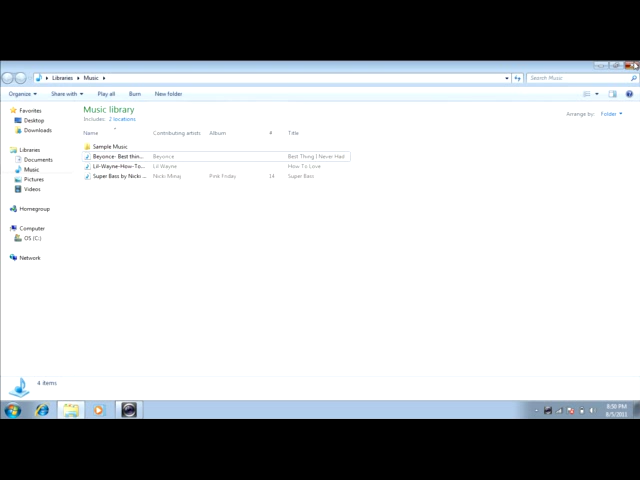 Libraries Music Search Music
Organize Share with Play all Burn New folder
Music library
Includes: 2 locations
Arrange by: Folder
Name Contributing artists Album # Title
Sample Music
Beyonce- Best thin... Beyonce Best Thing I Never Had
Lil-Wayne-How-To... Lil Wayne How To Love
Super Bass by Nicki ... Nicki Minaj Pink Friday 14 Super Bass
Favorites
Desktop
Downloads
Libraries
Documents
Music
Pictures
Videos
Homegroup
Computer
OS (C:)
Network
4 items
8:50 PM
8/5/2011